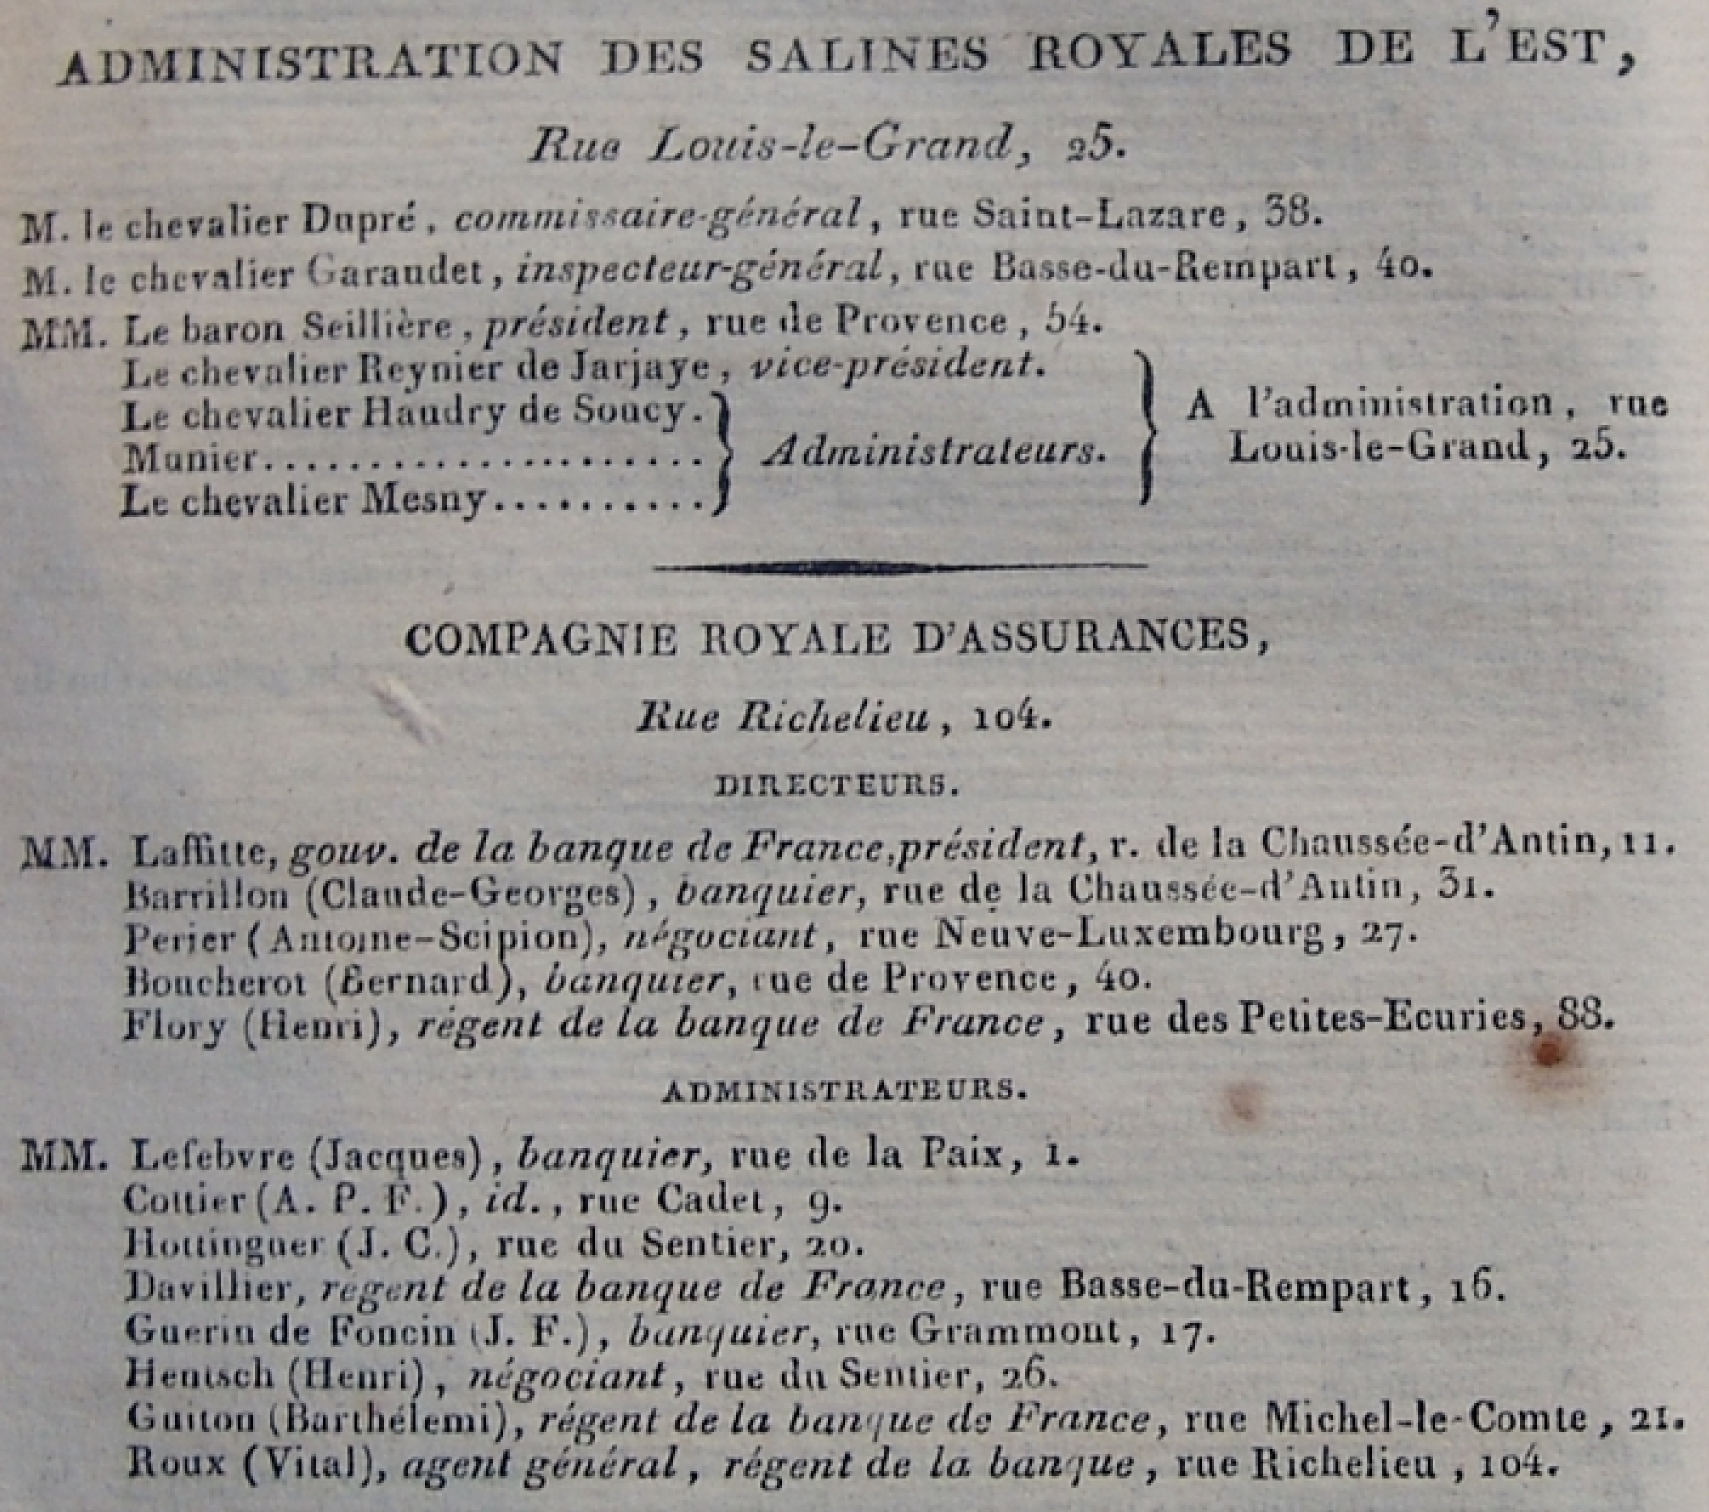 ADMINISTRATION DES SALINES ROYALES DE L'EST,
Rue Louis-le-Grand, 25.
M. le chevalier Dupré, commissaire-général, rue Saint-Lazare, 38.
M. le chevalier Garaudet, inspecteur-général, rue Basse-du-Rempart, 40.
MM. Le baron Seillière, président, rue de Provence, 54.
Le chevalier Reynier de Jarjaye, vice-président.
Le chevalier Haudry de Soucy.
Munier......................
Le chevalier Mesny...........
Administrateurs.
A l'administration, rue
Louis-le-Grand, 25.
COMPAGNIE ROYALE D'ASSURANCES,
Rue Richelieu, 104.
DIRECTEURS.
MM. Laffitte, gouv. de la banque de France, président, r. de la Chaussée-d'Antin, 11.
Barrillon (Claude-Georges), banquier, rue de la Chaussée-d'Antin, 31.
Perier (Antoine-Scipion), négociant, rue Neuve-Luxembourg, 27.
Boucherot (Bernard), banquier, rue de Provence, 40.
Flory (Henri), régent de la banque de France, rue des Petites-Ecuries, 88.
ADMINISTRATEURS.
MM. Lefebvre (Jacques), banquier, rue de la Paix, 1.
Cottier (A. P. F.), id., rue Cadet, 9.
Hottinguer (J. C.), rue du Sentier, 20.
Davillier, regent de la banque de France, rue Basse-du-Rempart, 16.
Guerin de Foncin (J. F.), banquier, rue Grammont, 17.
Hentsch (Henri), négociant, rue du Sentier, 26.
Guiton (Barthélemi), régent de la banque de France, rue Michel-le-Comte, 21.
Roux (Vital), agent général, régent de la banque, rue Richelieu, 104.